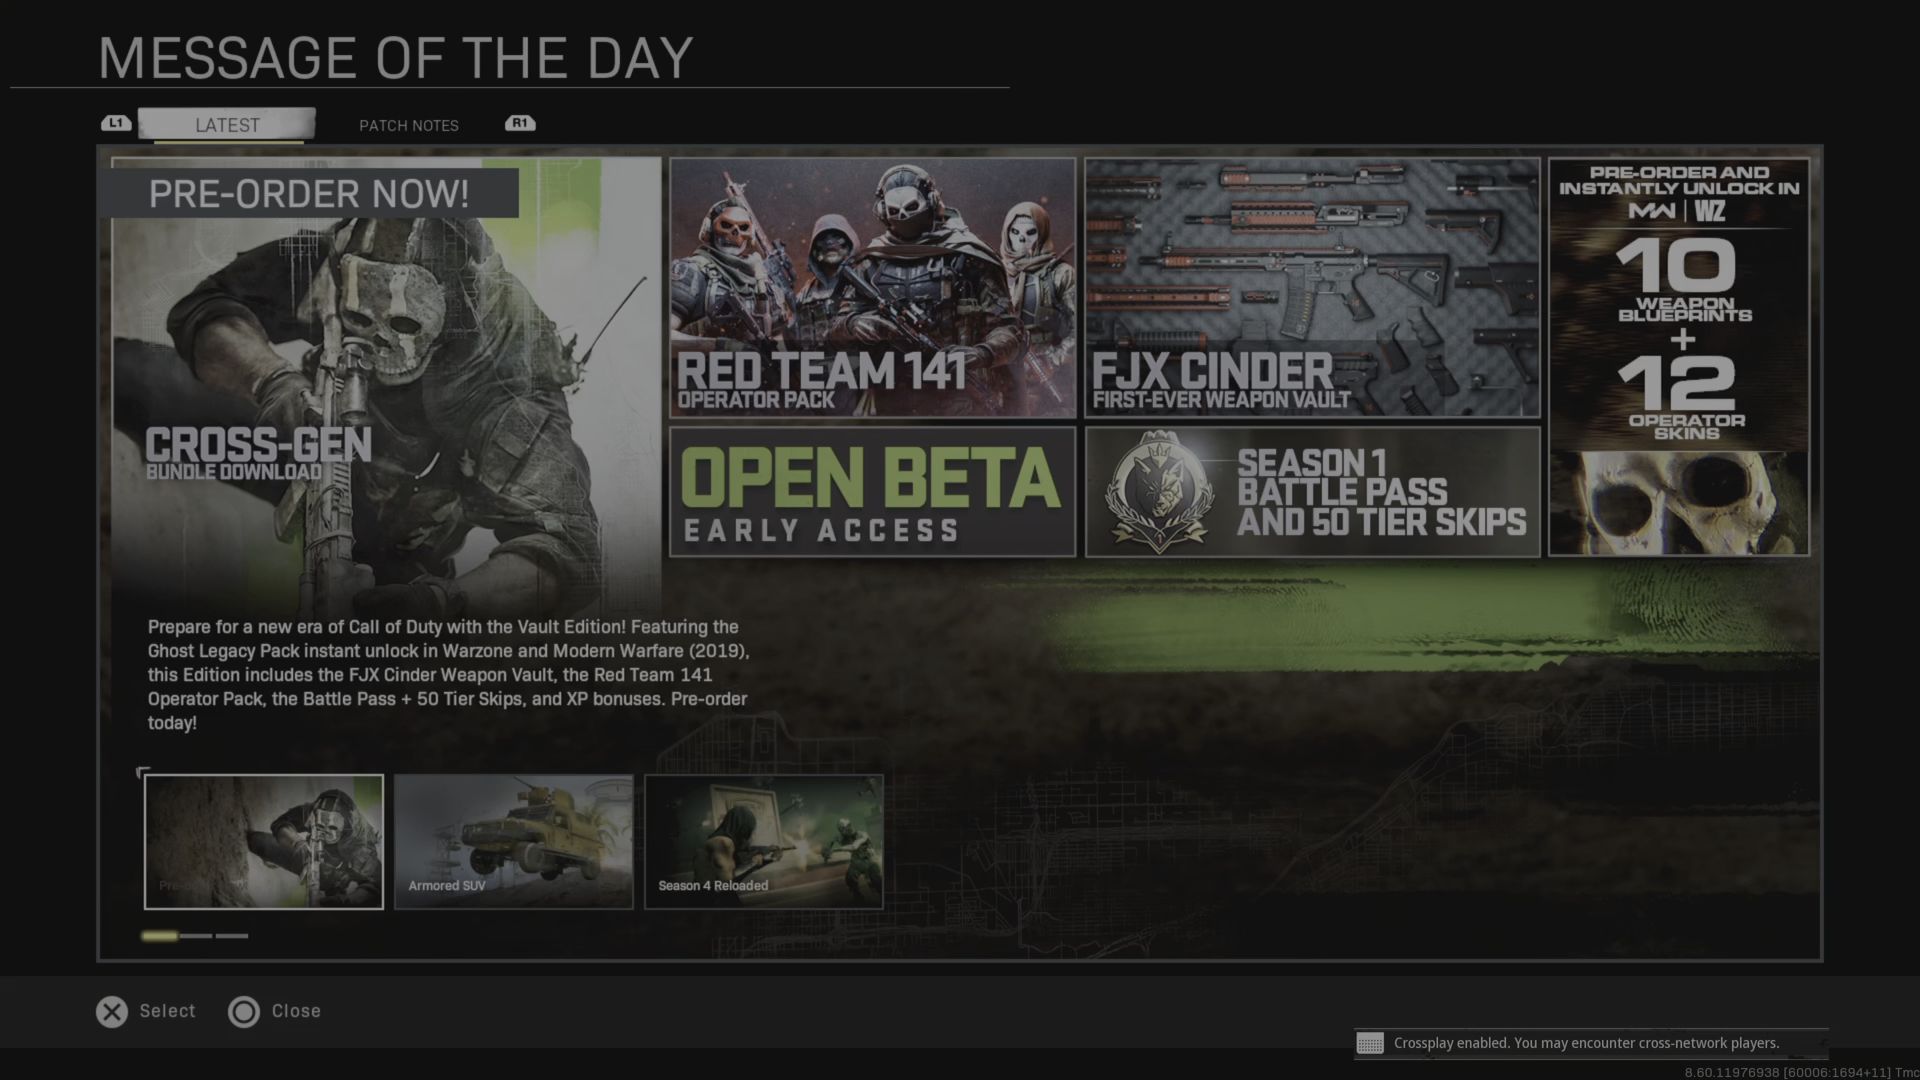 MESSAGE OF THE DAY
L1
LATEST
PATCH NOTES
R1
PRE-ORDER NOW!
CROSS-GEN
BUNDLE DOWNLOAD
RED TEAM 141
OPERATOR PACK
FJX CINDER
FIRST-EVER WEAPON VAULT
OPEN BETA
EARLY ACCESS
SEASON 1
BATTLE PASS
AND 50 TIER SKIPS
PRE-ORDER AND
INSTANTLY UNLOCK IN
MW | WZ
10
WEAPON
BLUEPRINTS
+
12
OPERATOR
SKINS
Prepare for a new era of Call of Duty with the Vault Edition! Featuring the
Ghost Legacy Pack instant unlock in Warzone and Modern Warfare (2019),
this Edition includes the FJX Cinder Weapon Vault, the Red Team 141
Operator Pack, the Battle Pass + 50 Tier Skips, and XP bonuses. Pre-order
today!
Armored SUV
Season 4 Reloaded
Select
Close
Crossplay enabled. You may encounter cross-network players.
8.60.11976938 [60006:1694+11] Tmc